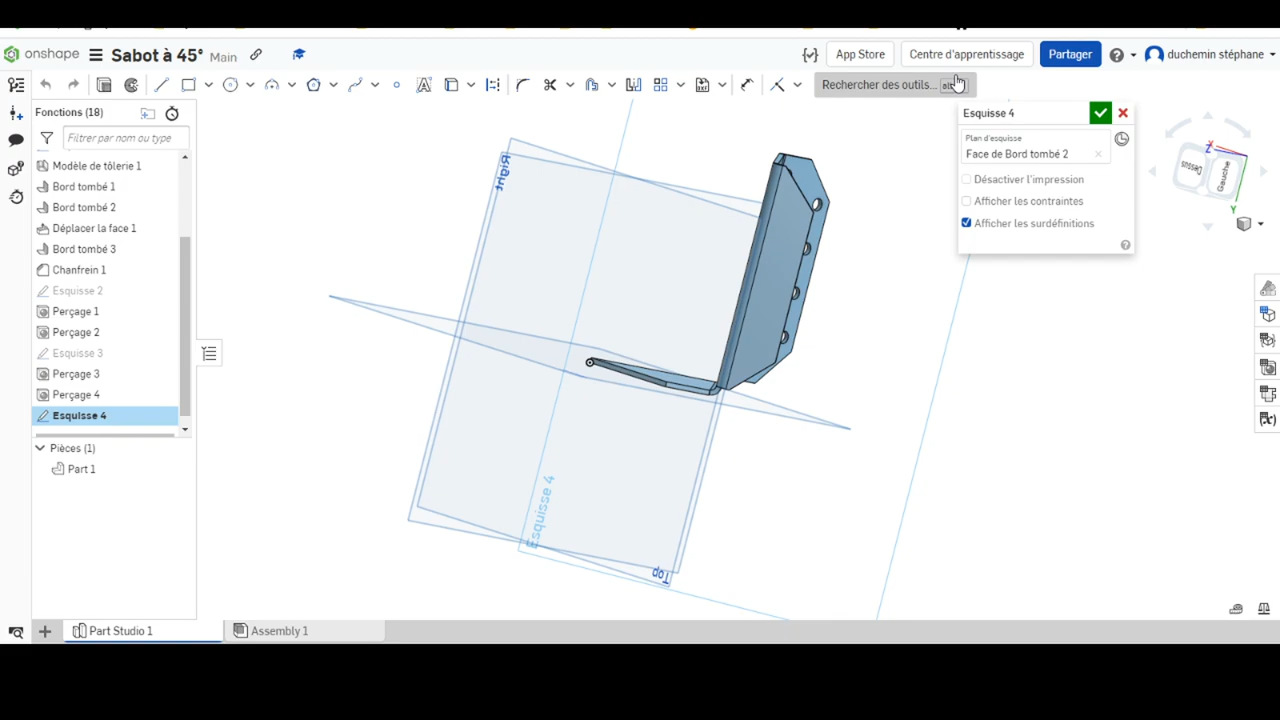 onshape Sabot à 45° Main App Store Centre d'apprentissage Partager duchemin stéphane
Rechercher des outils...
Fonctions (18)
Filtrer par nom ou type
Modèle de tôlerie 1
Bord tombé 1
Bord tombé 2
Déplacer la face 1
Bord tombé 3
Chanfrein 1
Esquisse 2
Perçage 1
Perçage 2
Esquisse 3
Perçage 3
Perçage 4
Esquisse 4
Pièces (1)
Part 1
Right
Esquisse 4
Top
Esquisse 4
Plan d'esquisse
Face de Bord tombé 2
Désactiver l'impression
Afficher les contraintes
Afficher les surdéfinitions
Z
Dessus
Gauche
Y
Part Studio 1
Assembly 1